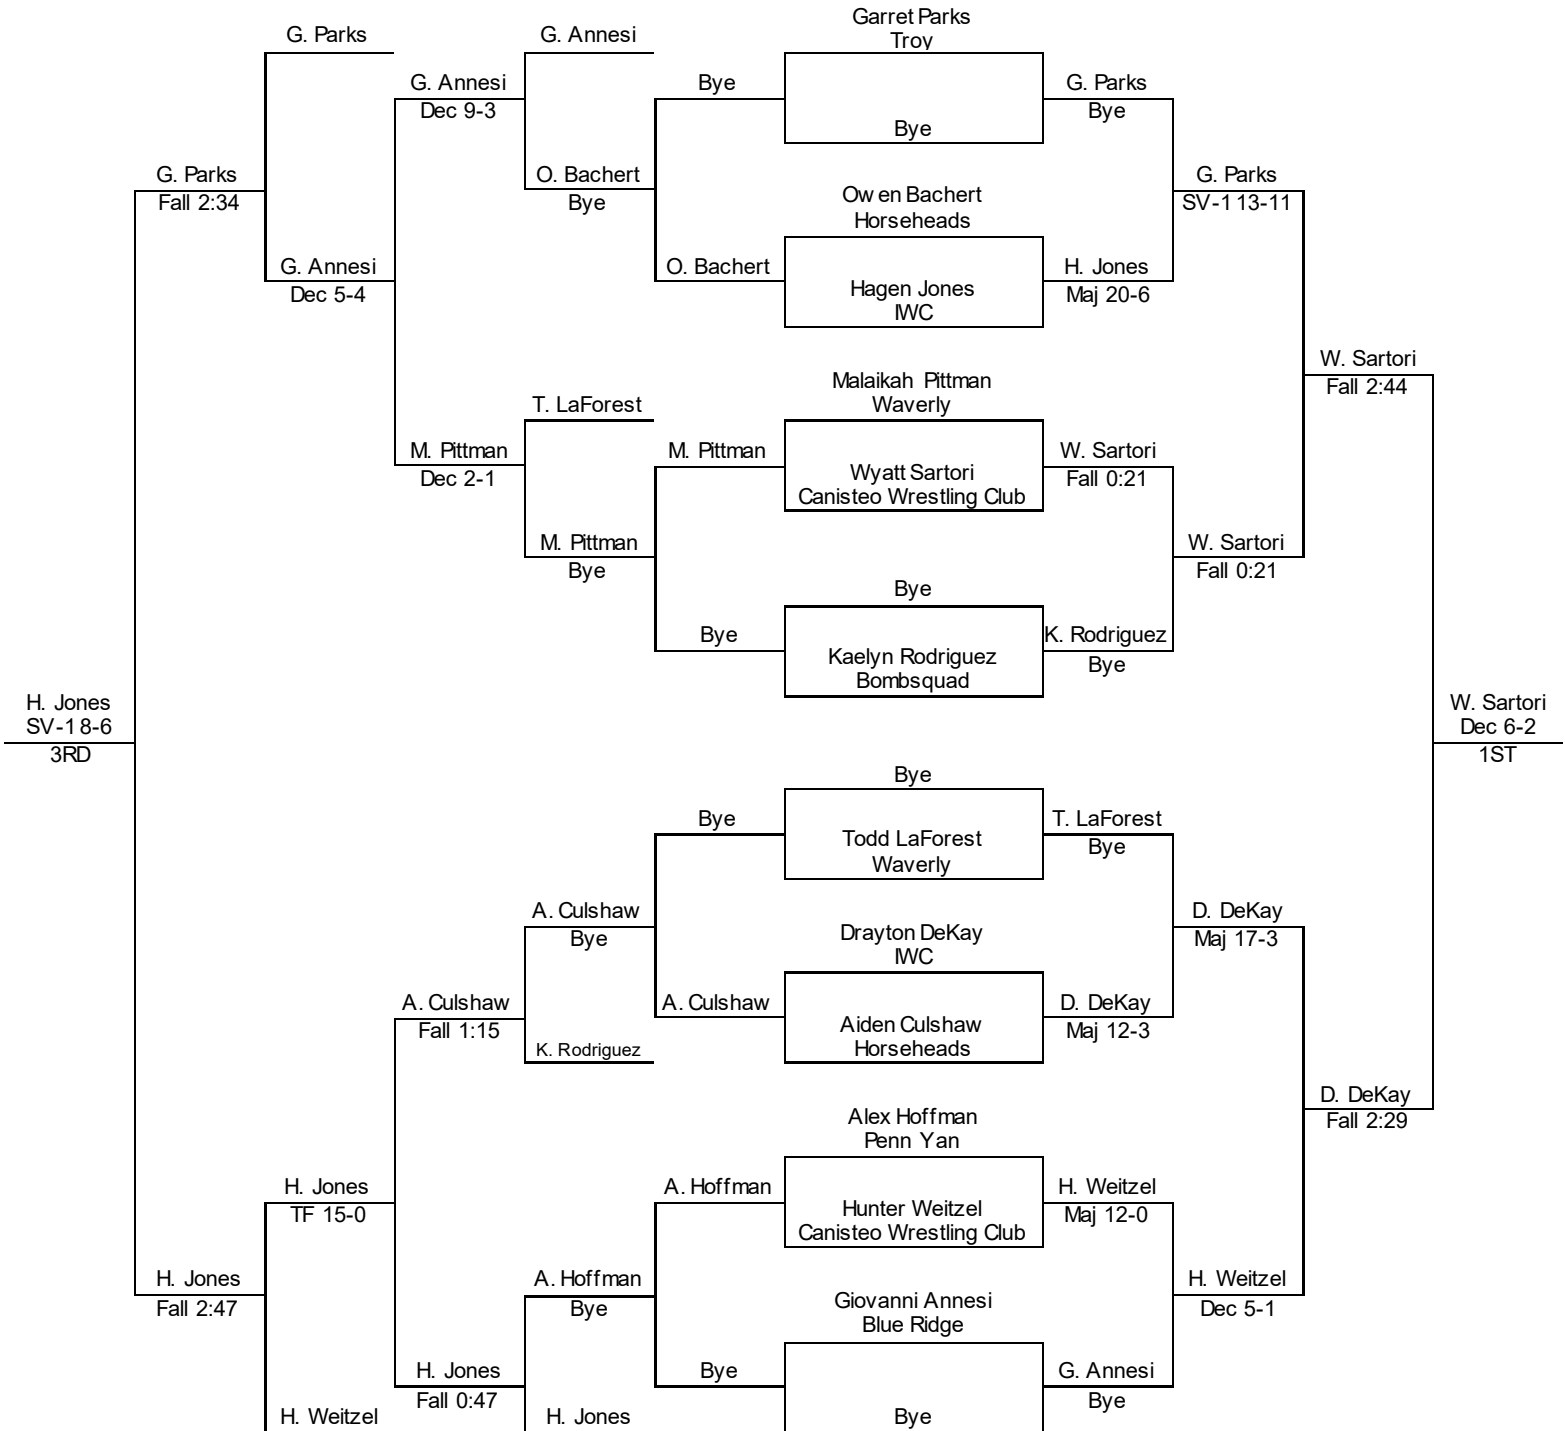 Garret Parks
G. Parks
G. Annesi
Troy
G. Annesi
Bye
G. Parks
Dec 9-3
Bye
Bye
G. Parks
O. Bachert
G. Parks
Fall 2:34
Bye
Owen Bachert
SV-1 13-11
Horseheads
G. Annesi
O. Bachert
H. Jones
Dec 5-4
Hagen Jones
Maj 20-6
IWC
W. Sartori
Malaikah Pittman
Fall 2:44
T. LaForest
Waverly
M. Pittman
M. Pittman
W. Sartori
Dec 2-1
Wyatt Sartori
Fall 0:21
Canisteo Wrestling Club
M. Pittman
W. Sartori
Bye
Fall 0:21
Bye
Bye
K. Rodriguez
Kaelyn Rodriguez
Bye
Bombsquad
H. Jones
W. Sartori
SV-1 8-6
Dec 6-2
3RD
1ST
Bye
Bye
T. LaForest
Todd LaForest
Bye
Waverly
A. Culshaw
D. DeKay
Bye
Drayton DeKay
Maj 17-3
IWC
A. Culshaw
A. Culshaw
D. DeKay
Fall 1:15
Aiden Culshaw
Maj 12-3
K. Rodriguez
Horseheads
D. DeKay
Alex Hoffman
Fall 2:29
Penn Yan
H. Jones
A. Hoffman
H. Weitzel
TF 15-0
Hunter Weitzel
Maj 12-0
Canisteo Wrestling Club
H. Jones
A. Hoffman
H. Weitzel
Fall 2:47
Bye
Giovanni Annesi
Dec 5-1
Blue Ridge
H. Jones
Bye
G. Annesi
Fall 0:47
Bye
H. Weitzel
H. Jones
Bye